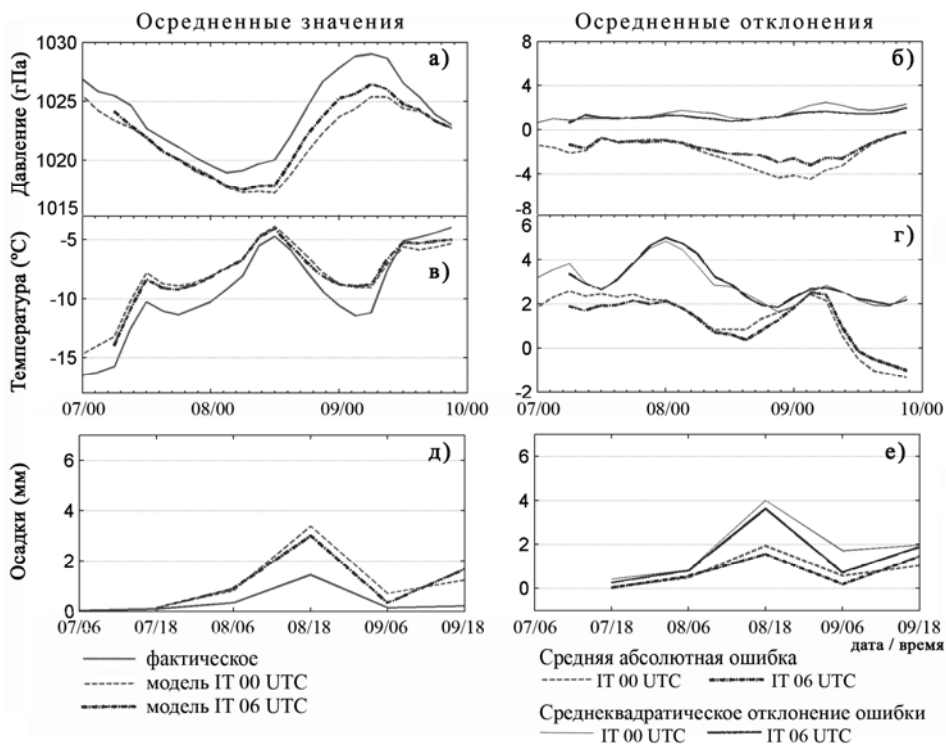 Осредненные значения
Осредненные отклонения
Давление (гПа)
1030
1025
1020
1015
а)
8
4
0
-4
-8
б)
Температура (°C)
-5
-10
-15
в)
07/00
08/00
09/00
10/00
6
4
2
0
-2
г)
07/00
08/00
09/00
10/00
Осадки (мм)
6
4
2
0
д)
07/06
07/18
08/06
08/18
09/06
09/18
6
4
2
0
е)
07/06
07/18
08/06
08/18
09/06
09/18
дата / время
фактическое
модель IT 00 UTC
модель IT 06 UTC
Средняя абсолютная ошибка
IT 00 UTC
IT 06 UTC
Среднеквадратическое отклонение ошибки
IT 00 UTC
IT 06 UTC